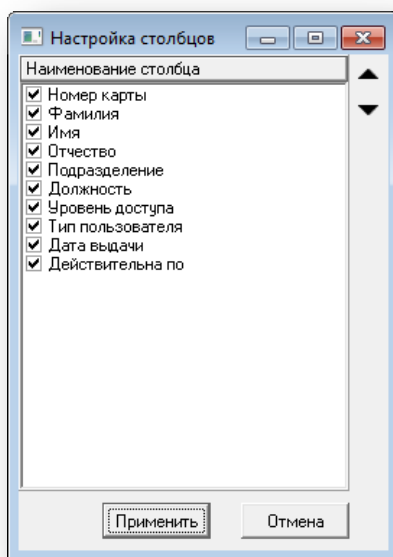 Настройка столбцов
Наименование столбца
Номер карты
Фамилия
Имя
Отчество
Подразделение
Должность
Уровень доступа
Тип пользователя
Дата выдачи
Действительна по
Применить Отмена